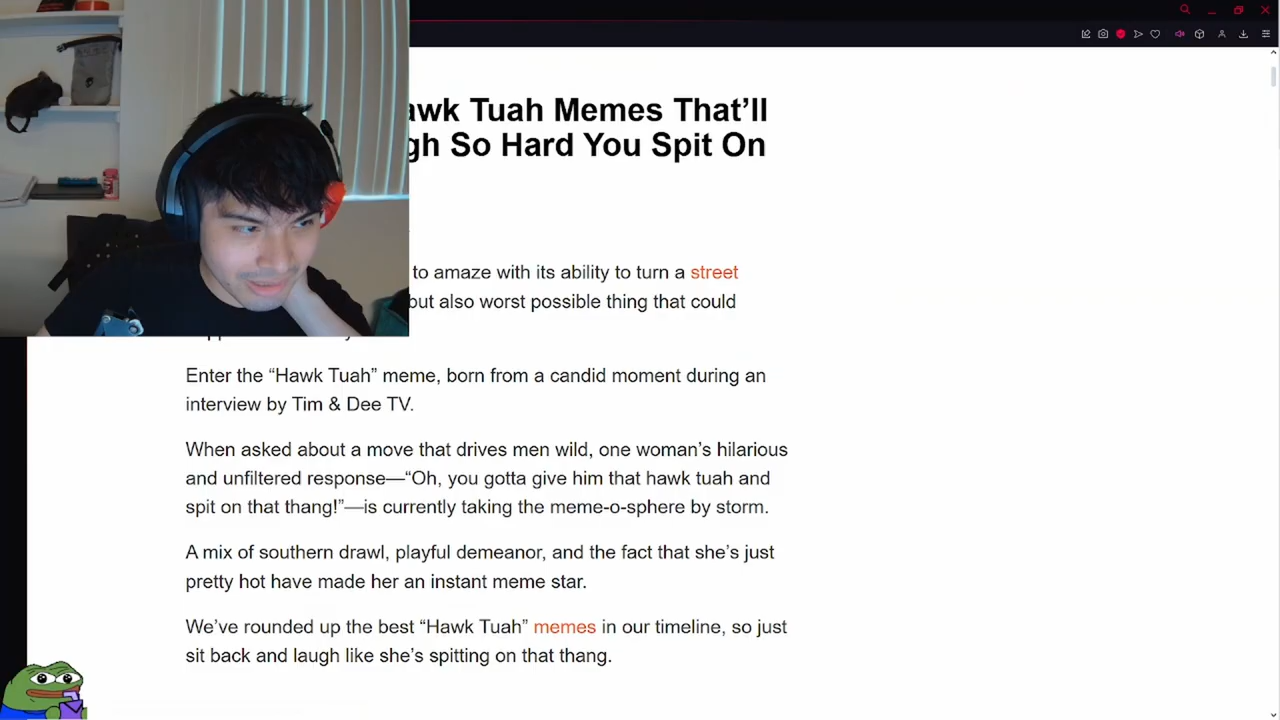 awk Tuah Memes That’ll
gh So Hard You Spit On
to amaze with its ability to turn a street
but also worst possible thing that could
Enter the “Hawk Tuah” meme, born from a candid moment during an
interview by Tim & Dee TV.
When asked about a move that drives men wild, one woman’s hilarious
and unfiltered response—“Oh, you gotta give him that hawk tuah and
spit on that thang!”—is currently taking the meme-o-sphere by storm.
A mix of southern drawl, playful demeanor, and the fact that she’s just
pretty hot have made her an instant meme star.
We’ve rounded up the best “Hawk Tuah” memes in our timeline, so just
sit back and laugh like she’s spitting on that thang.